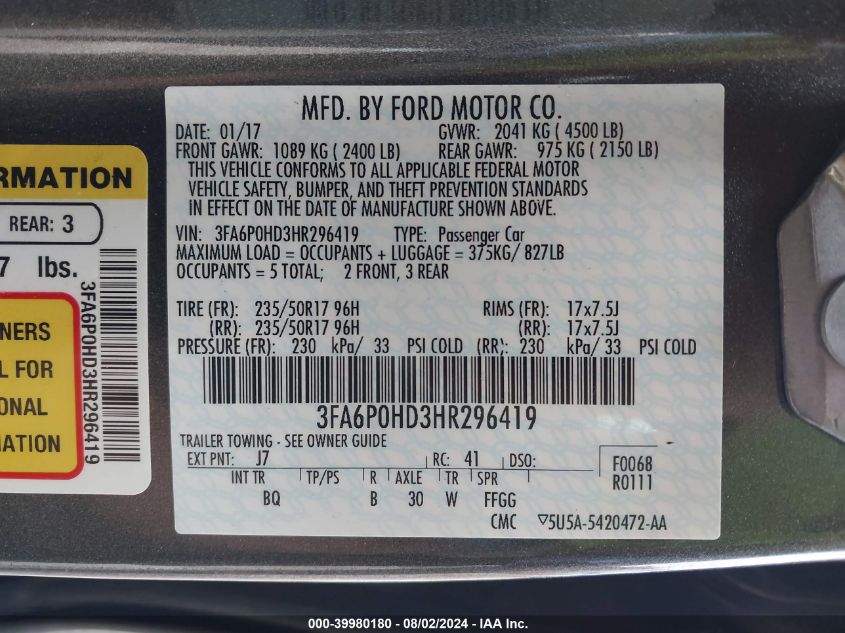 MFD. BY FORD MOTOR CO.
DATE: 01/17 GVWR: 2041 KG ( 4500 LB)
FRONT GAWR: 1089 KG ( 2400 LB) REAR GAWR: 975 KG ( 2150 LB)
THIS VEHICLE CONFORMS TO ALL APPLICABLE FEDERAL MOTOR
VEHICLE SAFETY, BUMPER, AND THEFT PREVENTION STANDARDS
IN EFFECT ON THE DATE OF MANUFACTURE SHOWN ABOVE.
VIN: 3FA6P0HD3HR296419 TYPE: Passenger Car
MAXIMUM LOAD = OCCUPANTS + LUGGAGE = 375KG/ 827LB
OCCUPANTS = 5 TOTAL; 2 FRONT, 3 REAR
TIRE (FR): 235/50R17 96H RIMS (FR): 17x7.5J
(RR): 235/50R17 96H (RR): 17x7.5J
PRESSURE (FR): 230 kPa/ 33 PSI COLD (RR): 230 kPa/ 33 PSI COLD
3FA6P0HD3HR296419
TRAILER TOWING - SEE OWNER GUIDE
EXT PNT: J7 RC: 41 DSO: F0068
R0111
INT TR TP/PS R AXLE TR SPR
BQ B 30 W FFGG
CMC ▽5U5A-5420472-AA
RMATION
REAR: 3
7 lbs.
NERS
L FOR
ONAL
MATION
3FA6P0HD3HR296419
000-39980180 - 08/02/2024 - IAA Inc.